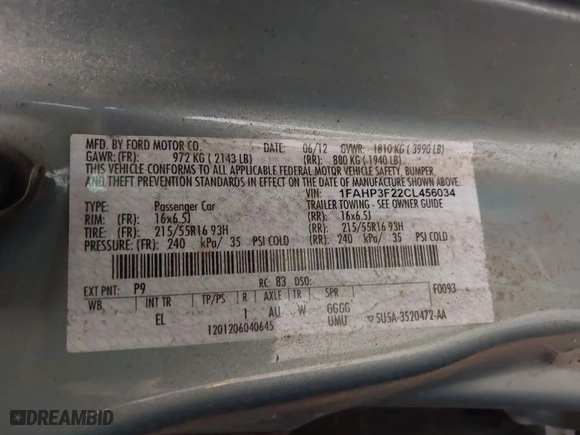 MFD. BY FORD MOTOR CO. DATE: 06/12 GVWR: 1810 KG ( 3990 LB)
GAWR: (FR): 972 KG ( 2143 LB) (RR): 880 KG ( 1940 LB)
THIS VEHICLE CONFORMS TO ALL APPLICABLE FEDERAL MOTOR VEHICLE SAFETY, BUMPER,
AND THEFT PREVENTION STANDARDS IN EFFECT ON THE DATE OF MANUFACTURE SHOWN ABOVE.
VIN: 1FAHP3F22CL456034
TYPE: Passenger Car TRAILER TOWING - SEE OWNER GUIDE
RIM: (FR): 16x6.5J (RR): 16x6.5J
TIRE: (FR): 215/55R16 93H (RR): 215/55R16 93H
PRESSURE: (FR): 240 kPa/ 35 PSI COLD (RR): 240 kPa/ 35 PSI COLD
EXT PNT: P9 RC: 83 DSO: F0093
WB INT TR TP/PS R AXLE TR SPR
EL 1 AU W GGGG
1201206040645 UMU ▽ SU5A-3520472-AA
DREAMBID